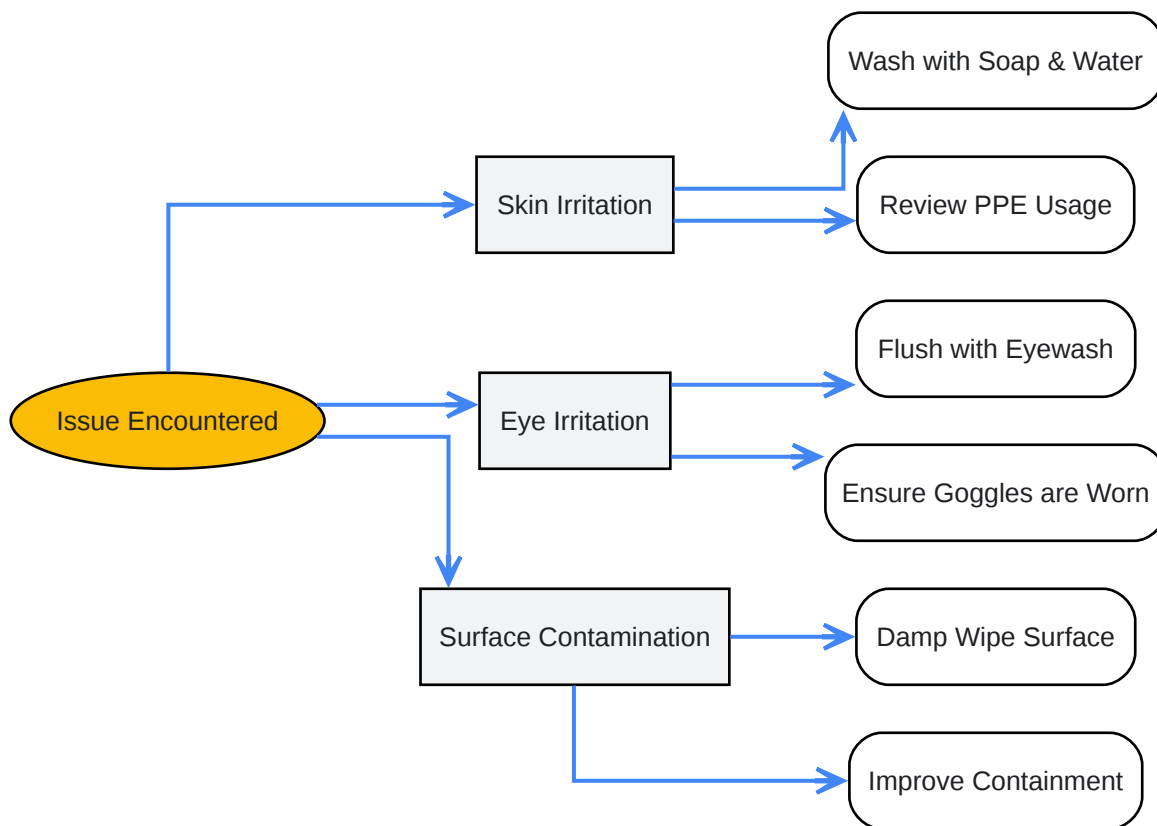 Wash with Soap & Water
Skin Irritation
Review PPE Usage
Flush with Eyewash
Issue Encountered
Eye Irritation
Ensure Goggles are Worn
Surface Contamination
Damp Wipe Surface
Improve Containment